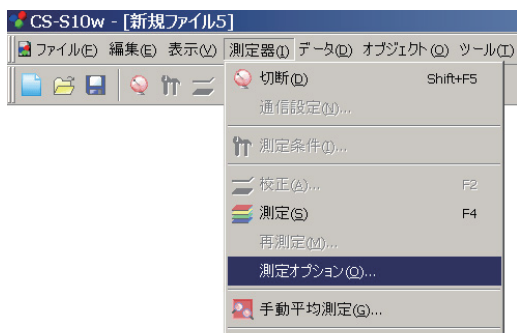 CS-S10w - [新規ファイル5]
ファイル(E) 編集(E) 表示(V) 測定器(I) データ(D) オブジェクト(O) ツール(T)
切断(D) Shift+F5
通信設定(N)...
測定条件(I)...
校正(A)... F2
測定(S) F4
再測定(M)...
測定オプション(O)...
手動平均測定(G)...